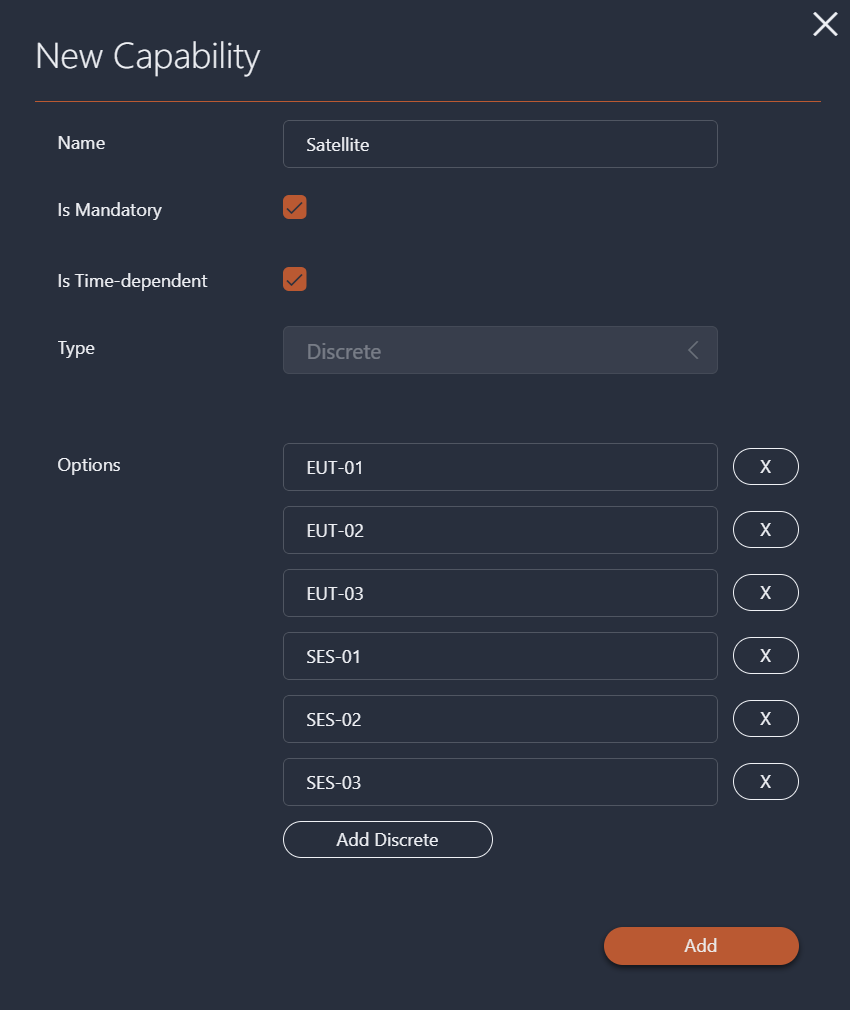 New Capability
Name
Satellite
Is Mandatory
Is Time-dependent
Type
Discrete
Options
EUT-01
X
EUT-02
X
EUT-03
X
SES-01
X
SES-02
X
SES-03
X
Add Discrete
Add